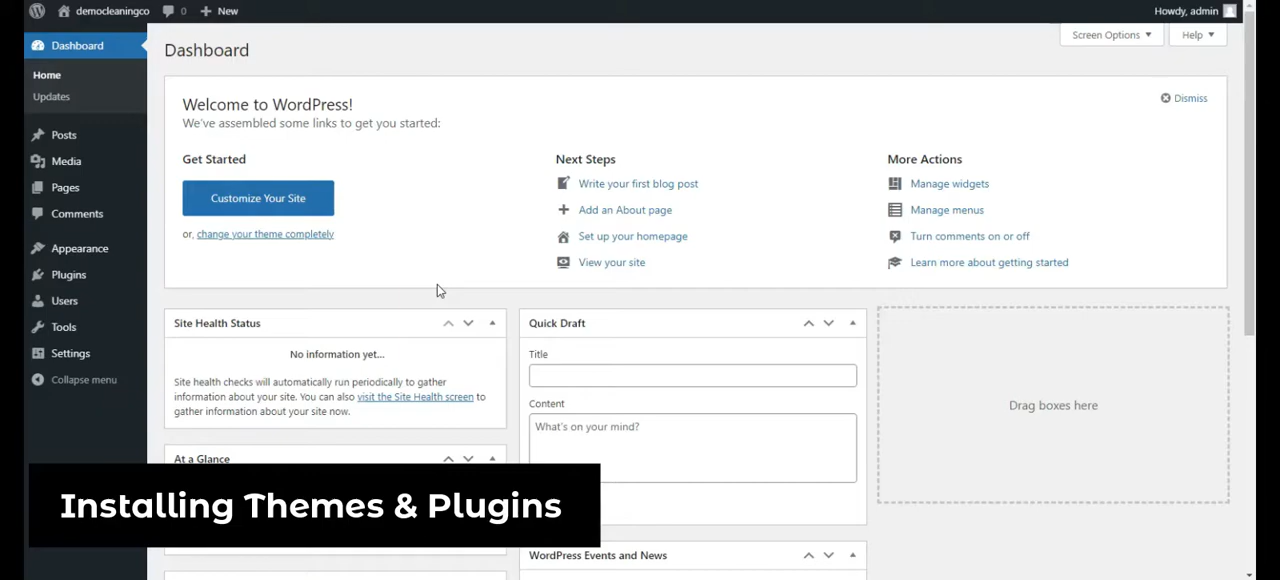 democleaningco
0
New
Howdy, admin
Dashboard
Home
Updates
Posts
Media
Pages
Comments
Appearance
Plugins
Users
Tools
Settings
Collapse menu
Dashboard
Screen Options
Help
Welcome to WordPress!
We've assembled some links to get you started:
Dismiss
Get Started
Customize Your Site
or, change your theme completely
Next Steps
Write your first blog post
Add an About page
Set up your homepage
View your site
More Actions
Manage widgets
Manage menus
Turn comments on or off
Learn more about getting started
Site Health Status
No information yet...
Site health checks will automatically run periodically to gather
information about your site. You can also visit the Site Health screen to
gather information about your site now.
At a Glance
Quick Draft
Title
Content
What's on your mind?
WordPress Events and News
Drag boxes here
Installing Themes & Plugins